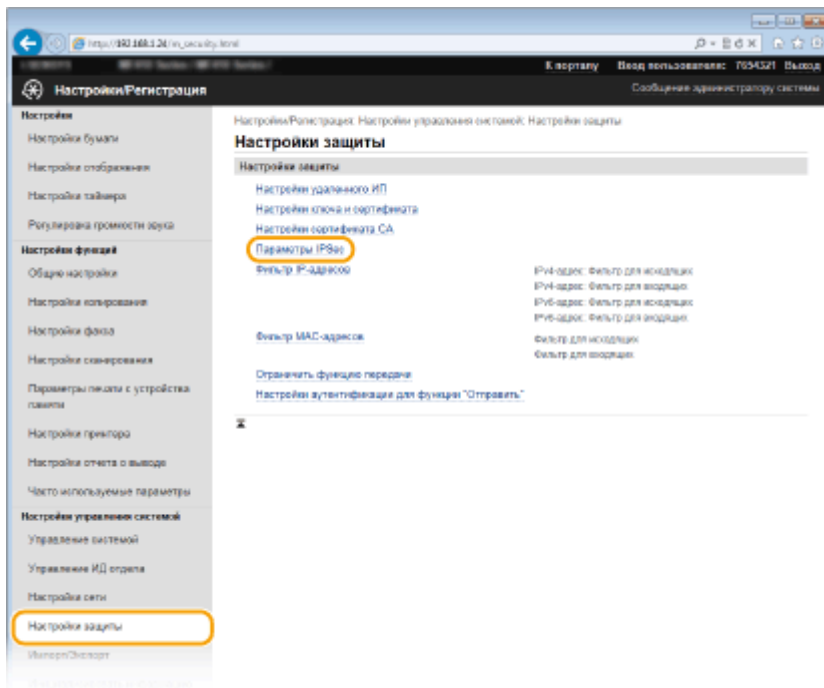 http://192.168.1.24/m_security.html
К порталу Вход пользователя: 7654321 Выход
Настройки/Регистрация
Сообщение администратору системы
Настройки
Настройки бумаги
Настройки отображения
Настройки таймера
Регулировка громкости звука
Настройки функций
Общие настройки
Настройки копирования
Настройки факса
Настройки сканирования
Параметры печати с устройства
памяти
Настройки принтера
Настройки отчета о выводе
Часто используемые параметры
Настройки управления системой
Управление системой
Управление ИД отдела
Настройки сети
Настройки защиты
Импорт/Экспорт
Настройки/Регистрация: Настройки управления системой: Настройки защиты
Настройки защиты
Настройки защиты
Настройки удаленного ИП
Настройки ключа и сертификата
Настройки сертификата CA
Параметры IPSec
Фильтр IP-адресов
IPv4-адрес: Фильтр для исходящих
IPv4-адрес: Фильтр для входящих
IPv6-адрес: Фильтр для исходящих
IPv6-адрес: Фильтр для входящих
Фильтр MAC-адресов
Фильтр для исходящих
Фильтр для входящих
Ограничить функцию передачи
Настройки аутентификации для функции "Отправить"